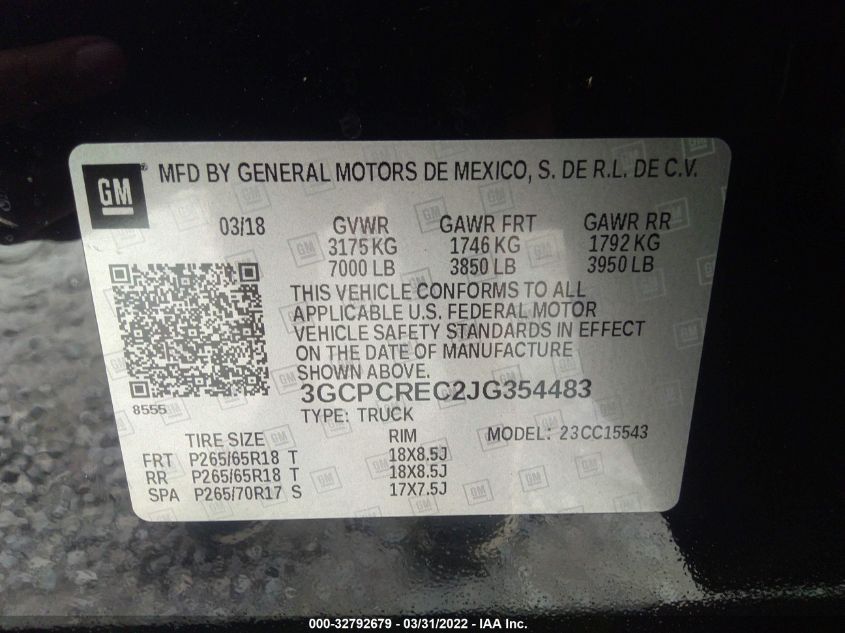 GM MFD BY GENERAL MOTORS DE MEXICO, S. DE R.L. DE C.V.
03/18 GVWR GAWR FRT GAWR RR
3175 KG 1746 KG 1792 KG
7000 LB 3850 LB 3950 LB
THIS VEHICLE CONFORMS TO ALL
APPLICABLE U.S. FEDERAL MOTOR
VEHICLE SAFETY STANDARDS IN EFFECT
ON THE DATE OF MANUFACTURE
SHOWN ABOVE.
3GCPCREC2JG354483
8555
TYPE: TRUCK
TIRE SIZE RIM MODEL: 23CC15543
FRT P265/65R18 T 18X8.5J
RR P265/65R18 T 18X8.5J
SPA P265/70R17 S 17X7.5J
000-32792679 - 03/31/2022 - IAA Inc.